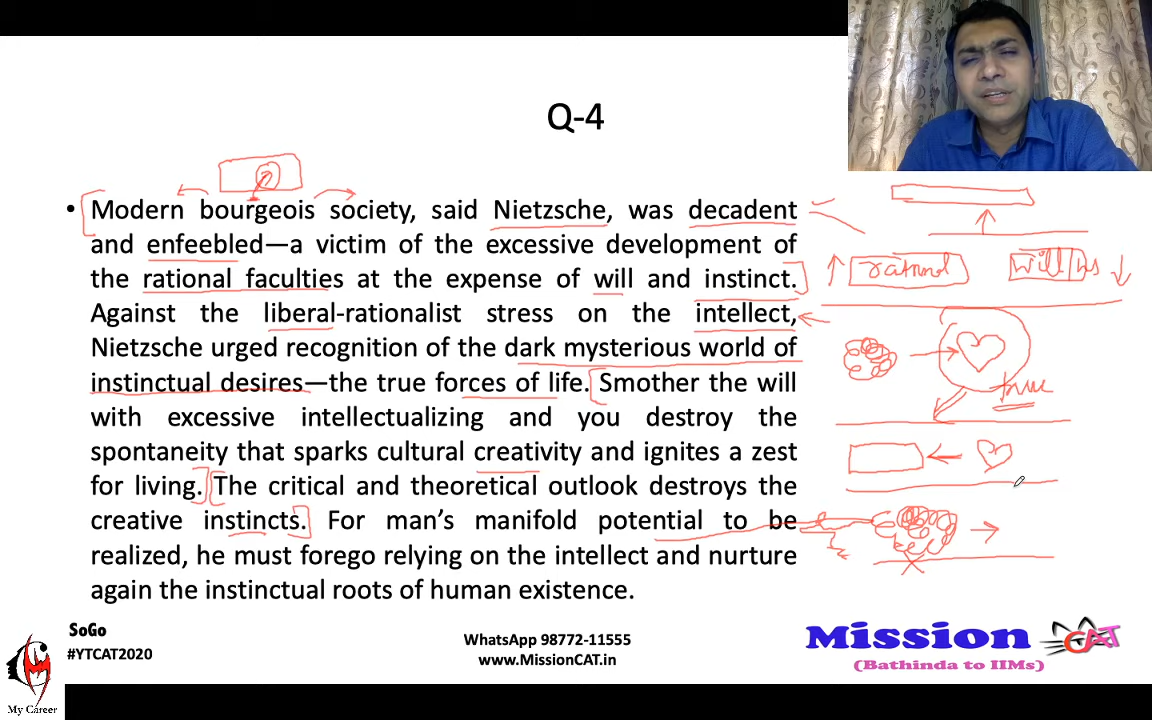 Q-4
• Modern bourgeois society, said Nietzsche, was decadent
and enfeebled—a victim of the excessive development of
the rational faculties at the expense of will and instinct.
Against the liberal-rationalist stress on the intellect,
Nietzsche urged recognition of the dark mysterious world of
instinctual desires—the true forces of life. Smother the will
with excessive intellectualizing and you destroy the
spontaneity that sparks cultural creativity and ignites a zest
for living. The critical and theoretical outlook destroys the
creative instincts. For man's manifold potential to be
realized, he must forego relying on the intellect and nurture
again the instinctual roots of human existence.
rational
will
true
SoGo
#YTCAT2020
WhatsApp 98772-11555
www.MissionCAT.in
Mission CAT
(Bathinda to IIMs)
My Career